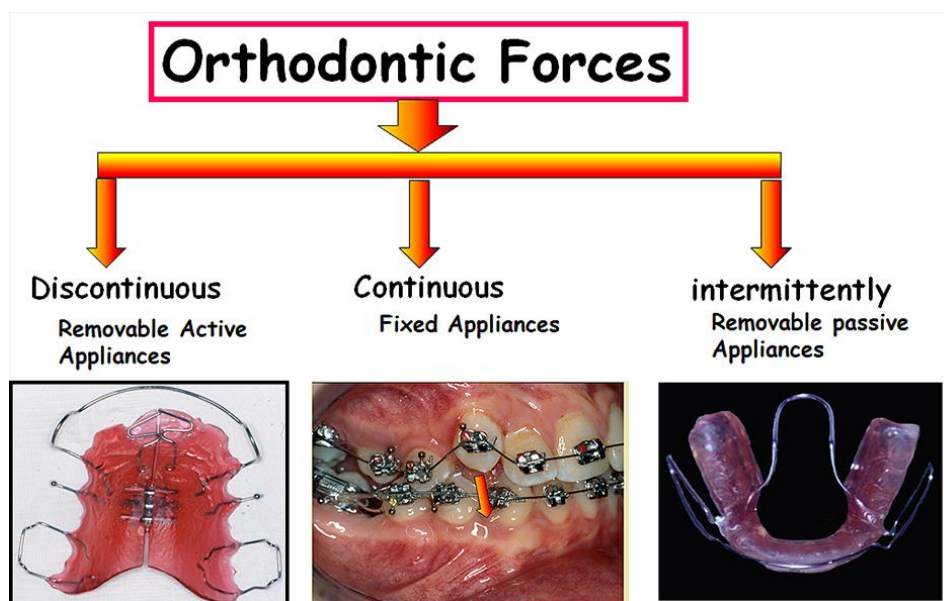 Orthodontic Forces
Discontinuous
Removable Active
Appliances
Continuous
Fixed Appliances
intermittently
Removable passive
Appliances